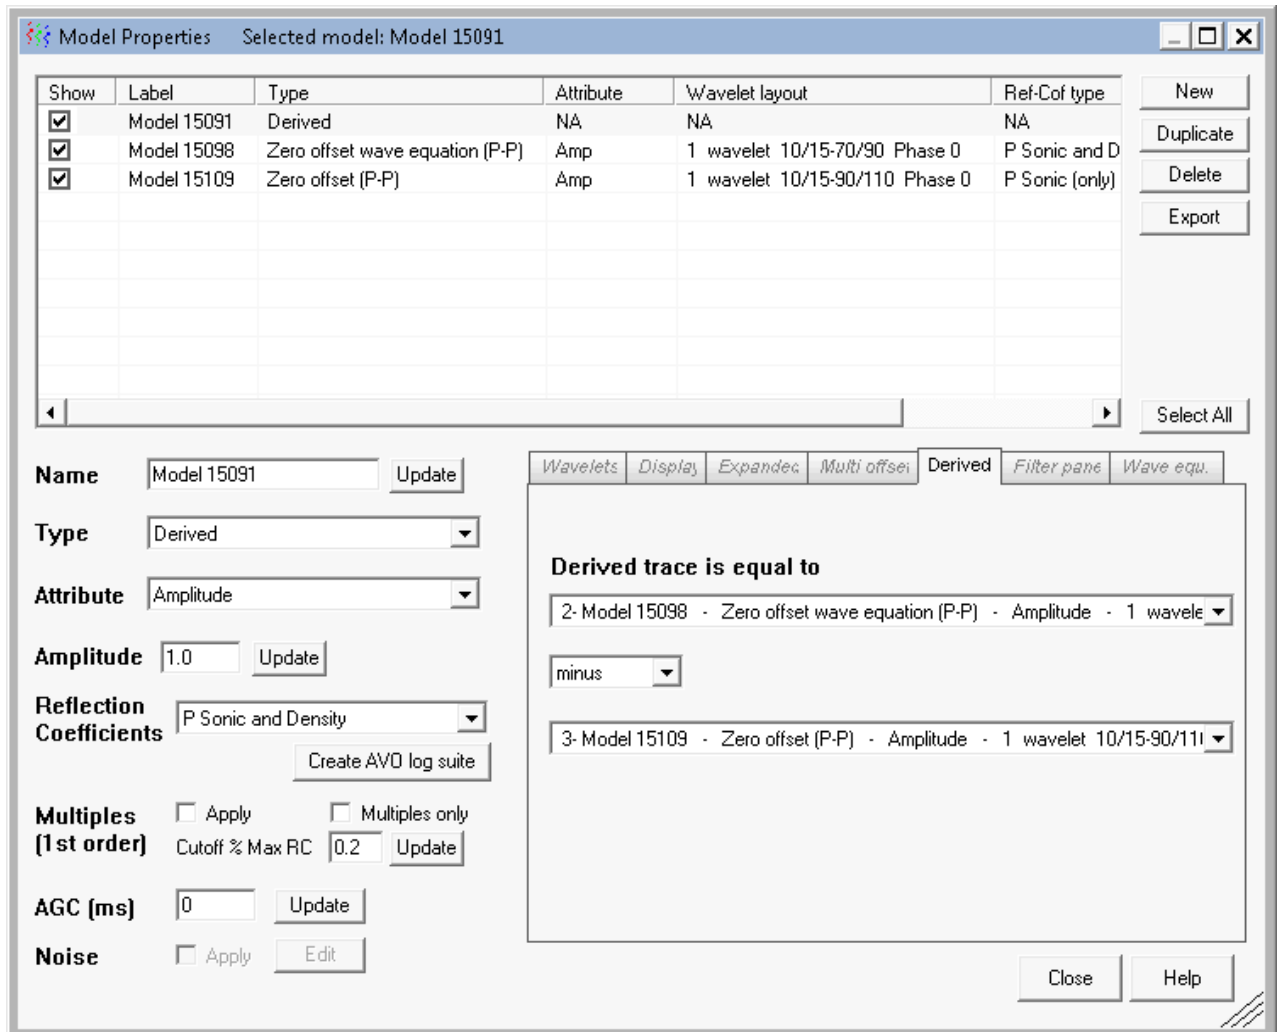 Model Properties Selected model: Model 15091
Show Label Type Attribute Wavelet layout Ref-Cof type
Model 15091 Derived NA NA NA
Model 15098 Zero offset wave equation (P-P) Amp 1 wavelet 10/15-70/90 Phase 0 P Sonic and D
Model 15109 Zero offset (P-P) Amp 1 wavelet 10/15-90/110 Phase 0 P Sonic (only)
New
Duplicate
Delete
Export
Select All
Name Model 15091 Update
Type Derived
Attribute Amplitude
Amplitude 1.0 Update
Reflection
Coefficients P Sonic and Density
Create AVO log suite
Multiples
(1st order) Apply Multiples only
Cutoff % Max RC 0.2 Update
AGC (ms) 0 Update
Noise Apply Edit
Wavelets Display Expandec Multi offset Derived Filter pane Wave equ.
Derived trace is equal to
2- Model 15098 - Zero offset wave equation (P-P) - Amplitude - 1 wavele
minus
3- Model 15109 - Zero offset (P-P) - Amplitude - 1 wavelet 10/15-90/11
Close Help